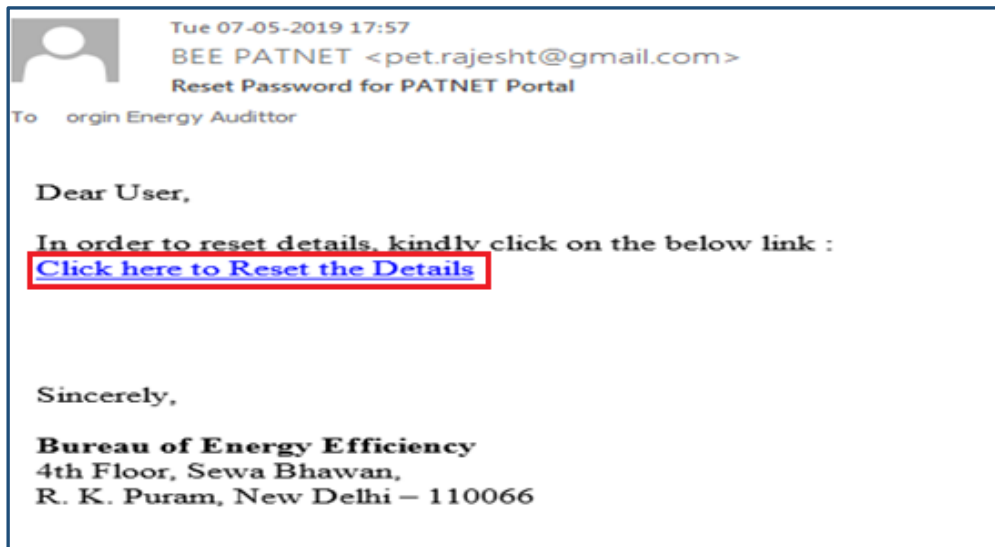 Tue 07-05-2019 17:57
BEE PATNET <pet.rajesht@gmail.com>
Reset Password for PATNET Portal
To orgin Energy Audittor
Dear User,
In order to reset details, kindly click on the below link :
Click here to Reset the Details
Sincerely,
Bureau of Energy Efficiency
4th Floor, Sewa Bhawan,
R. K. Puram, New Delhi – 110066